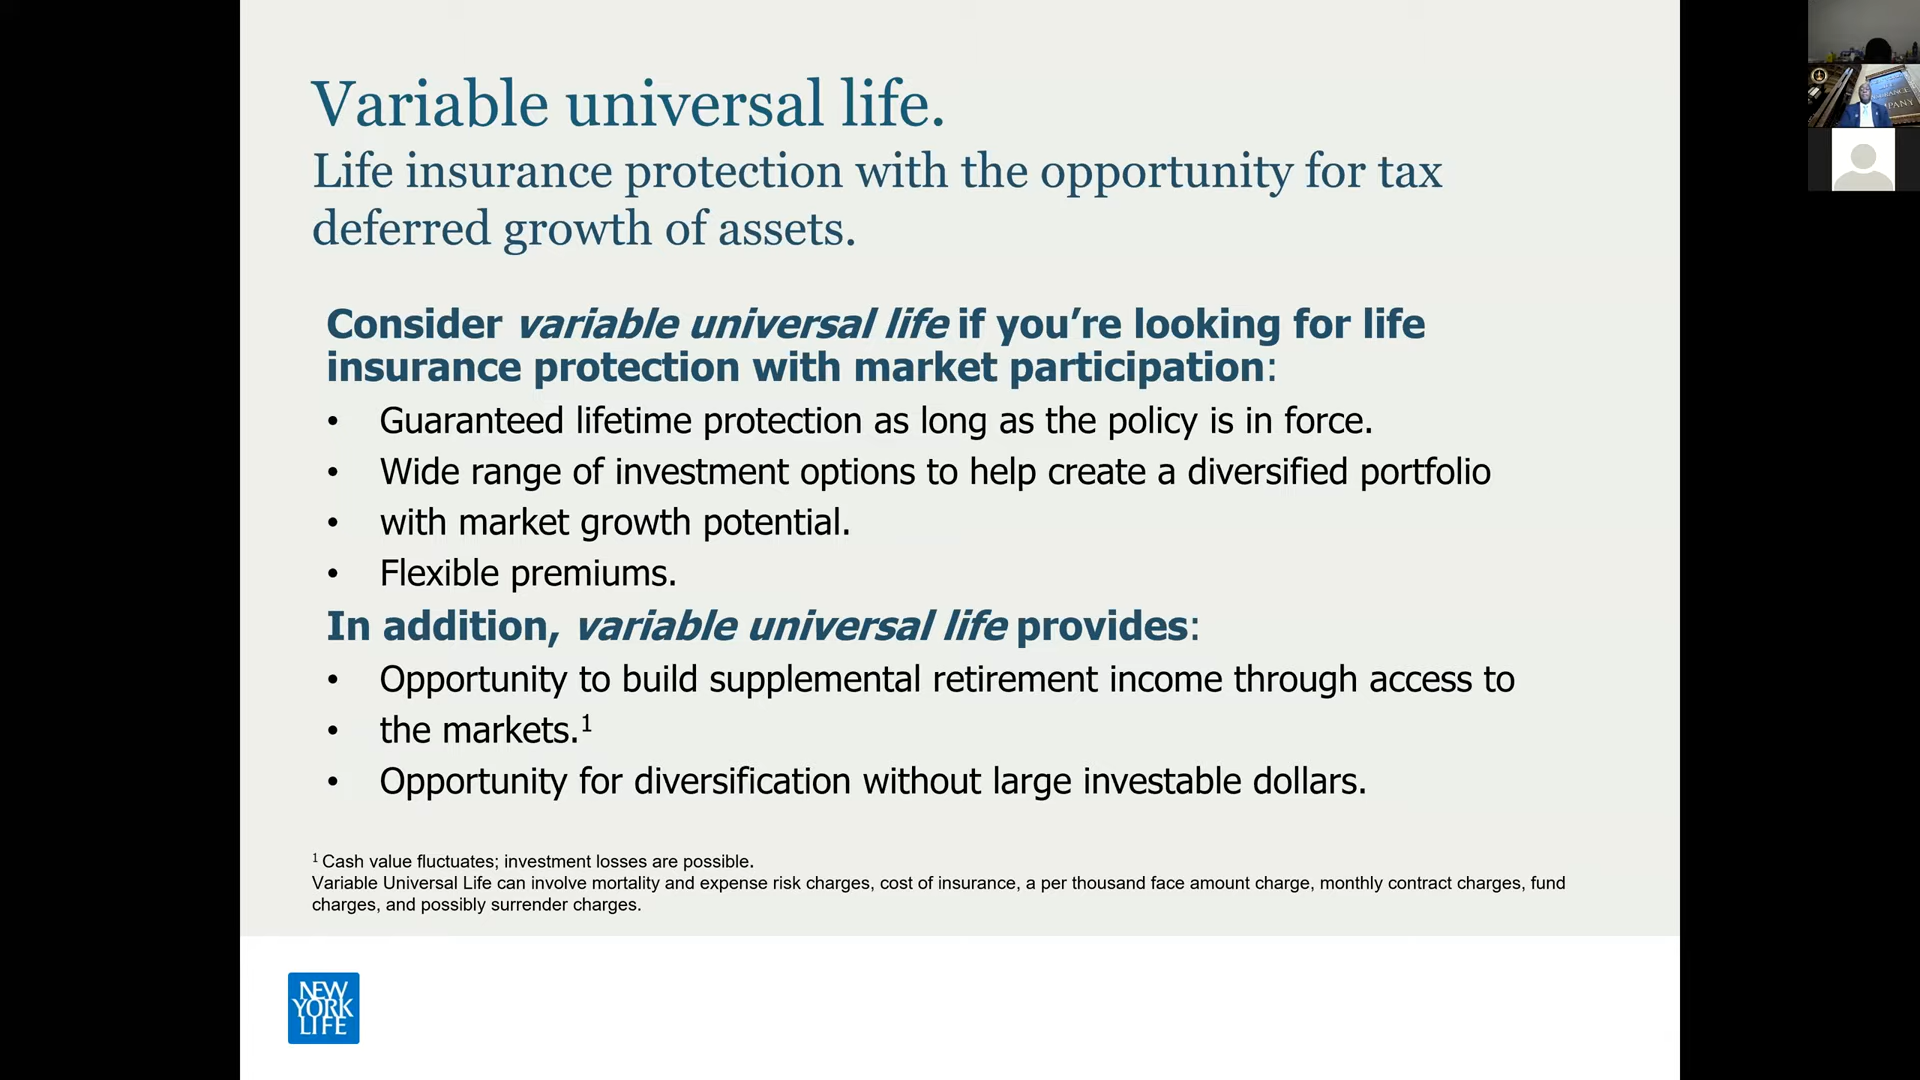 Variable universal life.
Life insurance protection with the opportunity for tax
deferred growth of assets.
Consider variable universal life if you’re looking for life
insurance protection with market participation:
• Guaranteed lifetime protection as long as the policy is in force.
• Wide range of investment options to help create a diversified portfolio
• with market growth potential.
• Flexible premiums.
In addition, variable universal life provides:
• Opportunity to build supplemental retirement income through access to
• the markets.¹
• Opportunity for diversification without large investable dollars.
¹ Cash value fluctuates; investment losses are possible.
Variable Universal Life can involve mortality and expense risk charges, cost of insurance, a per thousand face amount charge, monthly contract charges, fund
charges, and possibly surrender charges.
NEW
YORK
LIFE